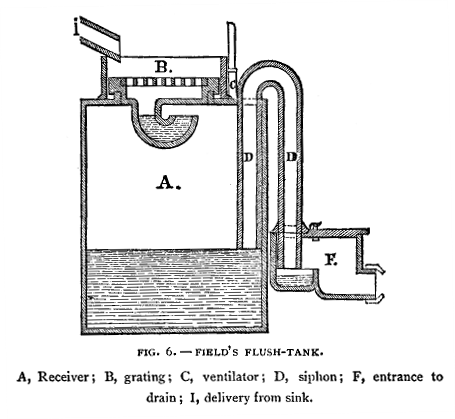 I
B.
C
A.
D
D
F.
FIG. 6. — FIELD'S FLUSH-TANK.
A, Receiver; B, grating; C, ventilator; D, siphon; F, entrance to
drain; I, delivery from sink.